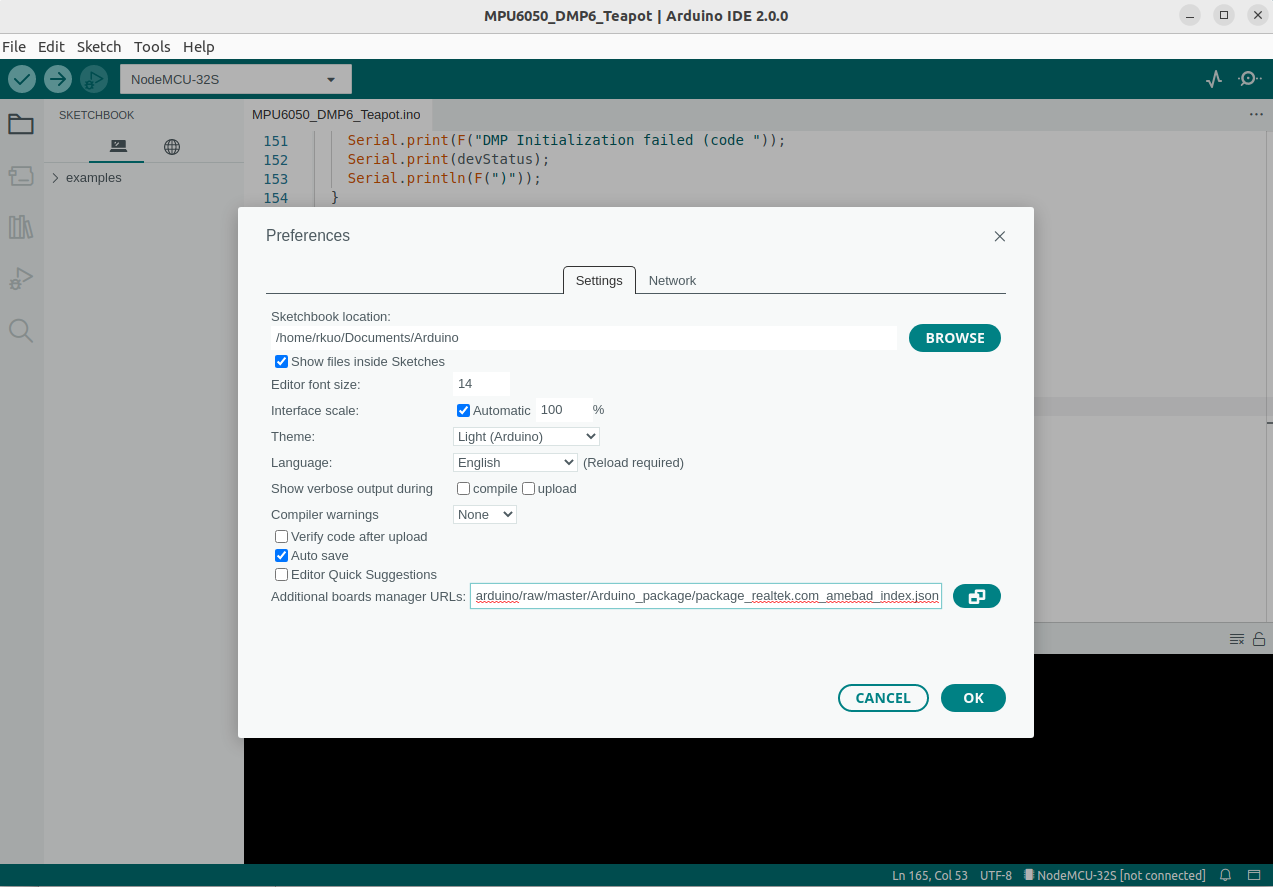 MPU6050_DMP6_Teapot | Arduino IDE 2.0.0
File Edit Sketch Tools Help
NodeMCU-32S
SKETCHBOOK
examples
MPU6050_DMP6_Teapot.ino
151 Serial.print(F("DMP Initialization failed (code "));
152 Serial.print(devStatus);
153 Serial.println(F(")"));
154 }
Preferences
Settings Network
Sketchbook location:
/home/rkuo/Documents/Arduino
BROWSE
Show files inside Sketches
Editor font size: 14
Interface scale: Automatic 100 %
Theme: Light (Arduino)
Language: English (Reload required)
Show verbose output during compile upload
Compiler warnings None
Verify code after upload
Auto save
Editor Quick Suggestions
Additional boards manager URLs: arduino/raw/master/Arduino_package/package_realtek.com_amebad_index.json
CANCEL OK
Ln 165, Col 53 UTF-8 NodeMCU-32S [not connected]